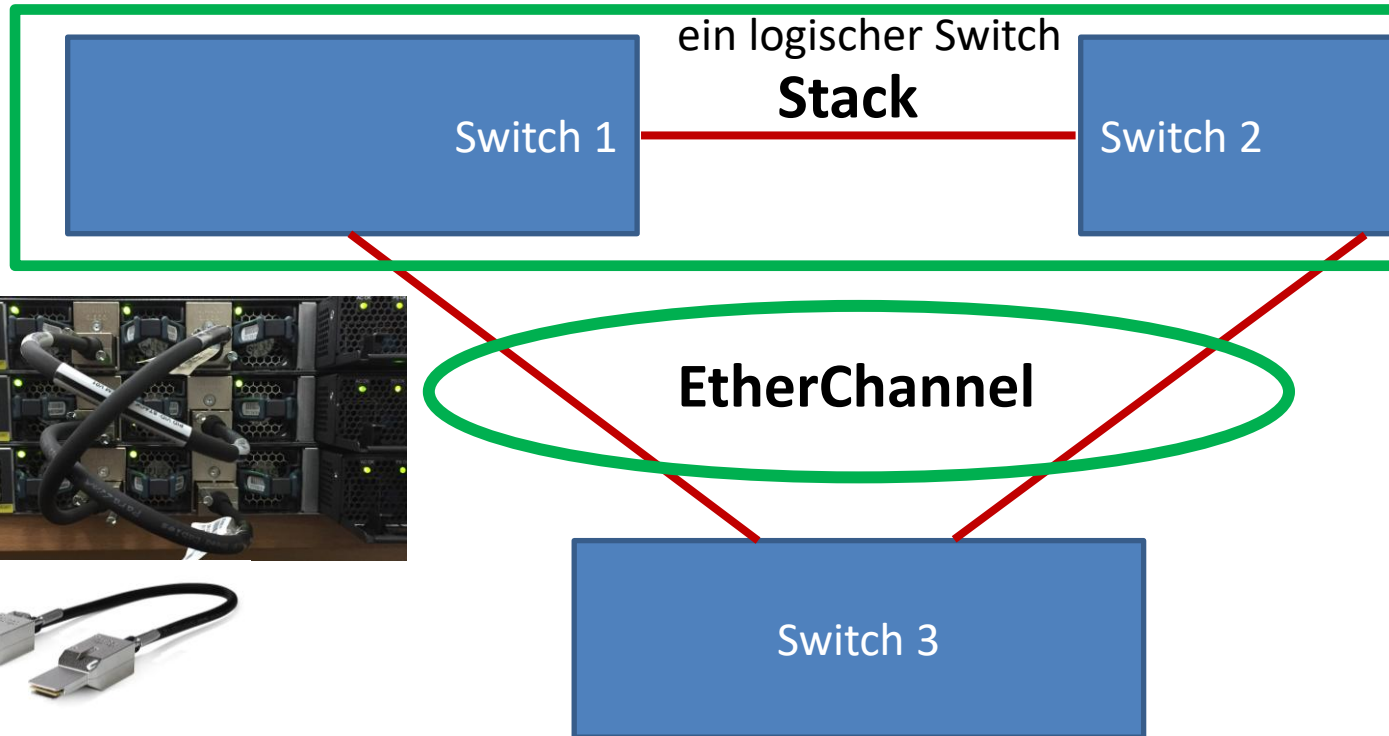 ein logischer Switch
Stack
Switch 1
Switch 2
EtherChannel
Switch 3